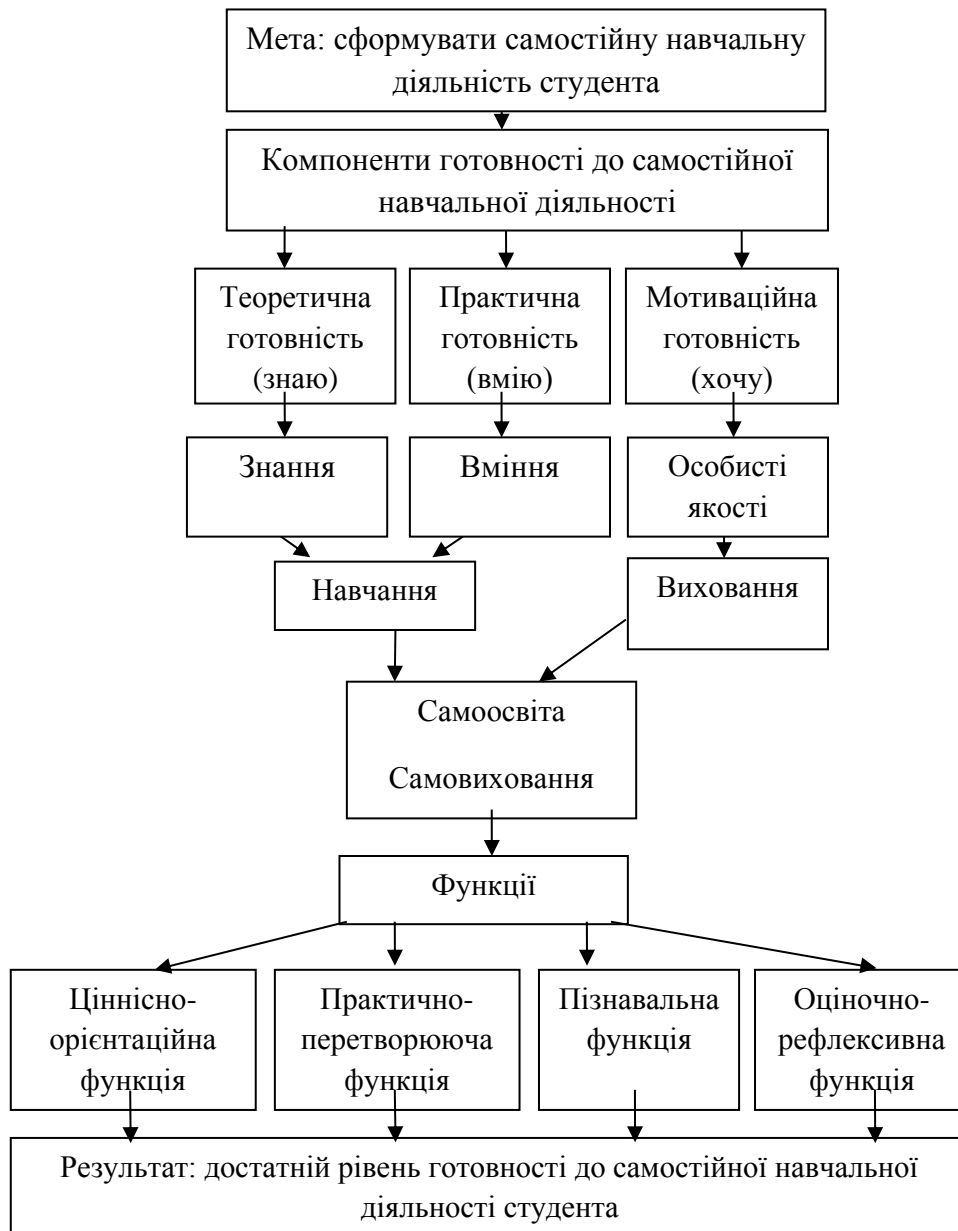 Мета: сформувати самостійну навчальну
діяльність студента
Компоненти готовності до самостійної
навчальної діяльності
Теоретична
готовність
(знаю)
Практична
готовність
(вмію)
Мотиваційна
готовність
(хочу)
Знання
Вміння
Особисті
якості
Навчання
Виховання
Самоосвіта
Самовиховання
Функції
Ціннісно-
орієнтаційна
функція
Практично-
перетворююча
функція
Пізнавальна
функція
Оціночно-
рефлексивна
функція
Результат: достатній рівень готовності до самостійної навчальної
діяльності студента